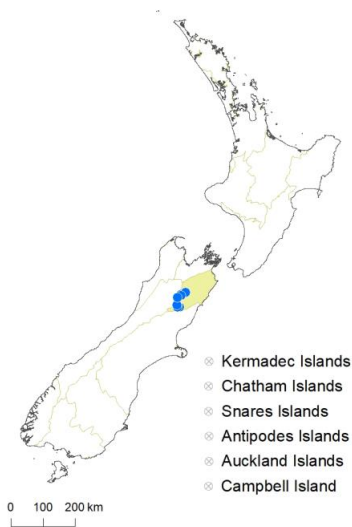 Kermadec Islands
Chatham Islands
Snares Islands
Antipodes Islands
Auckland Islands
Campbell Island
0 100 200 km